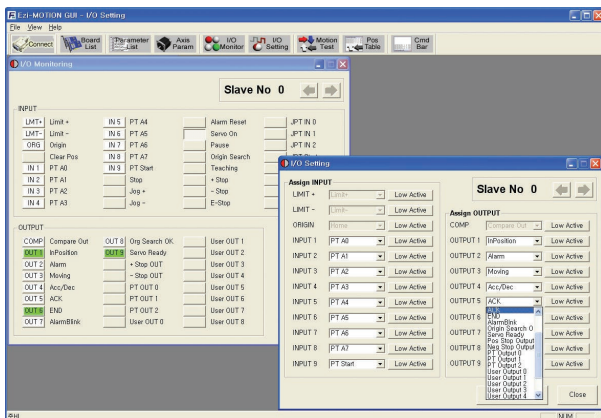 Ezi-MOTION GUI - I/O Setting
File View Help
Connect Board List Parameter List Axis Param I/O Monitor I/O Setting Motion Test Pos Table Cmd Bar
I/O Monitoring
Slave No 0
INPUT
LMT+ Limit + IN 5 PT A4 Alarm Reset JPT IN 0
LMT- Limit - IN 6 PT A5 Servo On JPT IN 1
ORG Origin IN 7 PT A6 Pause JPT IN 2
Clear Pos IN 8 PT A7 Origin Search
IN 1 PT A0 IN 9 PT Start Teaching
IN 2 PT A1 Stop + Stop
IN 3 PT A2 Jog + - Stop
IN 4 PT A3 Jog - E-Stop
OUTPUT
COMP Compare Out OUT 8 Org Search OK User OUT 1
OUT 1 InPosition OUT 9 Servo Ready User OUT 2
OUT 2 Alarm + Stop OUT User OUT 3
OUT 3 Moving - Stop OUT User OUT 4
OUT 4 Acc/Dec PT OUT 0 User OUT 5
OUT 5 ACK PT OUT 1 User OUT 6
OUT 6 END PT OUT 2 User OUT 7
OUT 7 AlarmBlink User OUT 0 User OUT 8
I/O Setting
Slave No 0
Assign INPUT
LIMIT + Limit+ Low Active
LIMIT - Limit- Low Active
ORIGIN Home Low Active
INPUT 1 PT A0 Low Active
INPUT 2 PT A1 Low Active
INPUT 3 PT A2 Low Active
INPUT 4 PT A3 Low Active
INPUT 5 PT A4 Low Active
INPUT 6 PT A5 Low Active
INPUT 7 PT A6 Low Active
INPUT 8 PT A7 Low Active
INPUT 9 PT Start Low Active
Assign OUTPUT
COMP Compare Out Low Active
OUTPUT 1 InPosition Low Active
OUTPUT 2 Alarm Low Active
OUTPUT 3 Moving Low Active
OUTPUT 4 Acc/Dec Low Active
OUTPUT 5 ACK Low Active
OUTPUT 6 Low Active
OUTPUT 7 Low Active
OUTPUT 8 Low Active
OUTPUT 9 Low Active
ACK
END
AlarmBlink
Origin Search O
Servo Ready
Pos Stop Output
Neg Stop Output
PT Output 0
PT Output 1
PT Output 2
User Output 0
User Output 1
User Output 2
User Output 3
User Output 4
Close
준비 NUM